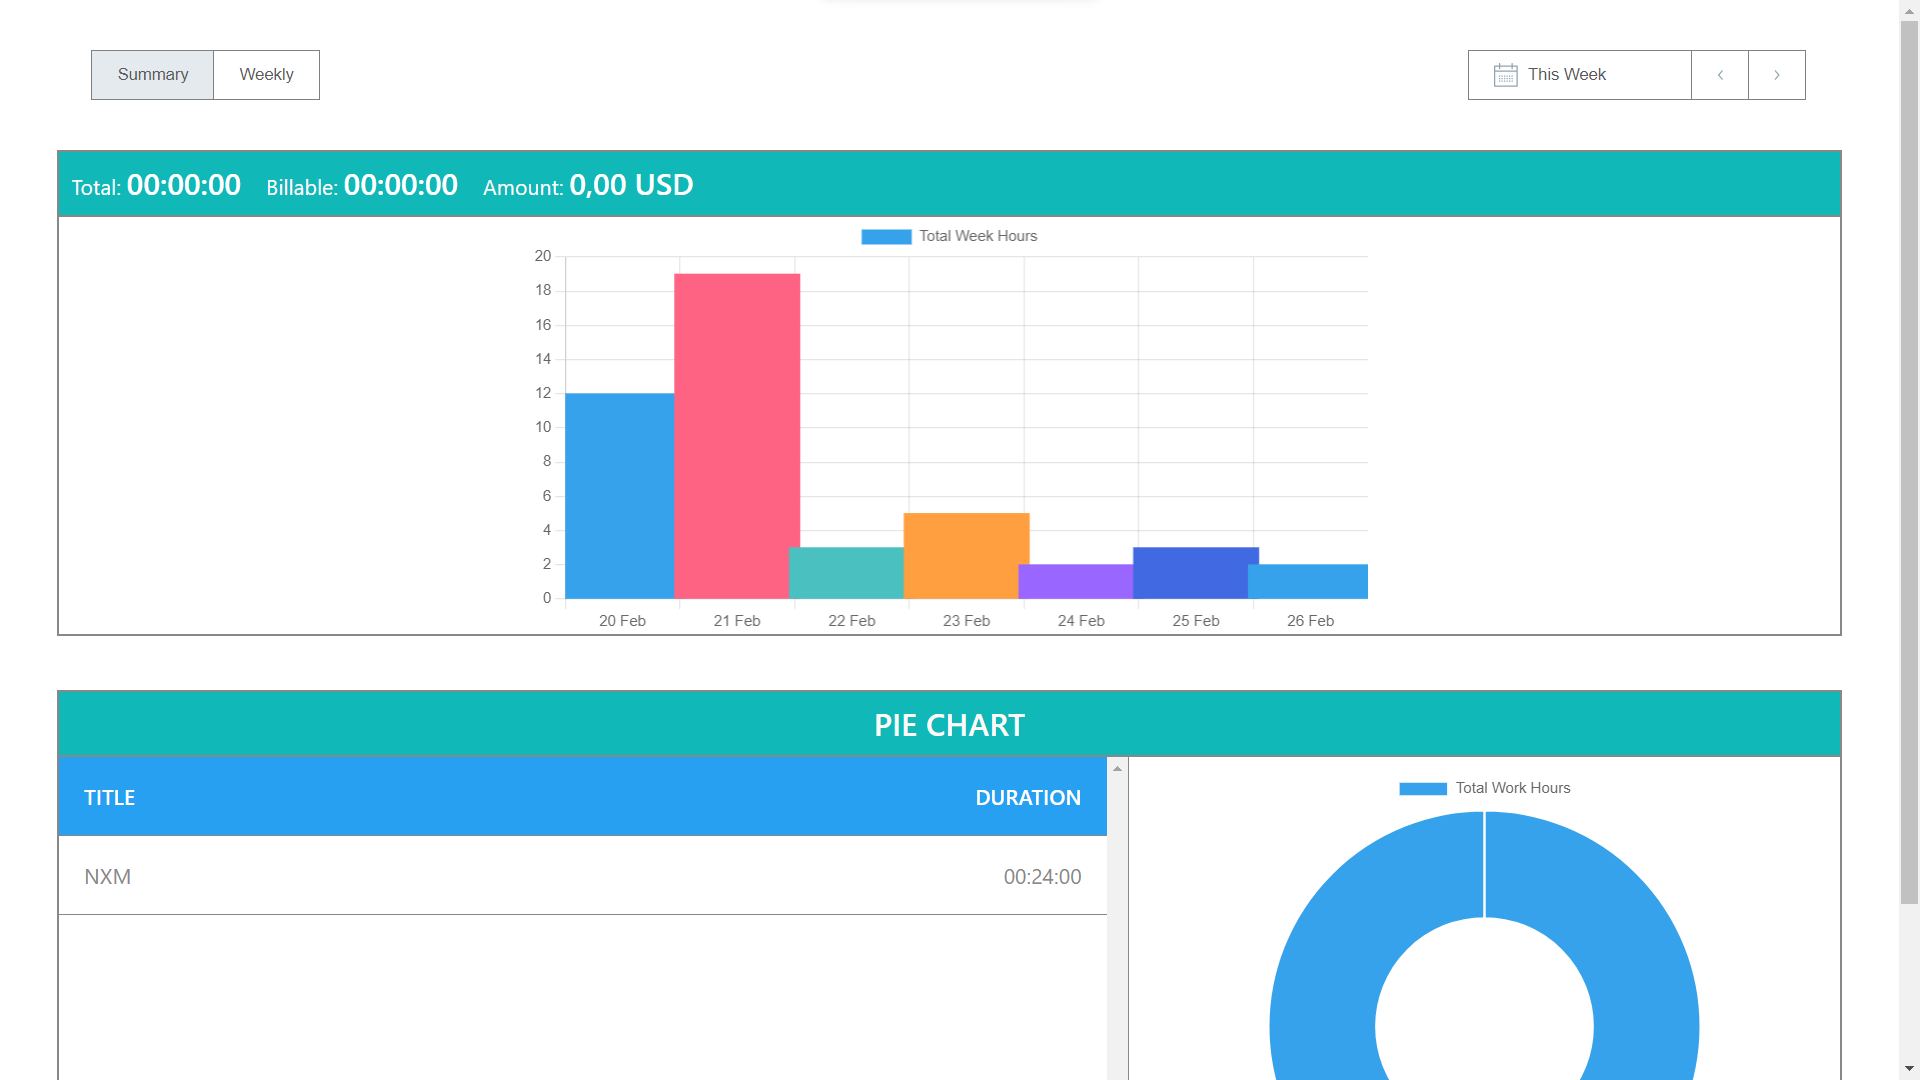 Summary Weekly This Week
Total: 00:00:00 Billable: 00:00:00 Amount: 0,00 USD
Total Week Hours
20
18
16
14
12
10
8
6
4
2
0
20 Feb 21 Feb 22 Feb 23 Feb 24 Feb 25 Feb 26 Feb
PIE CHART
TITLE DURATION
NXM 00:24:00
Total Work Hours